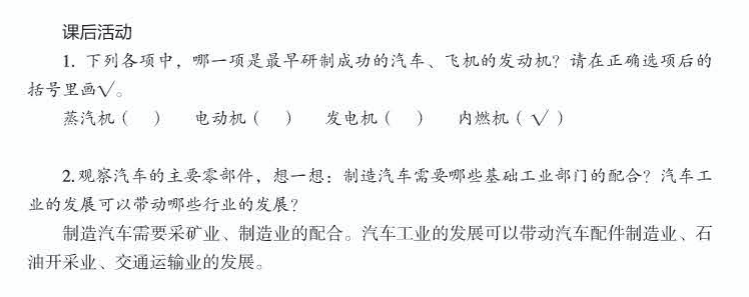 课后活动
1. 下列各项中，哪一项是最早研制成功的汽车、飞机的发动机？请在正确选项后的
括号里画√。
蒸汽机（ ） 电动机（ ） 发电机（ ） 内燃机（ √ ）
2.观察汽车的主要零部件，想一想：制造汽车需要哪些基础工业部门的配合？汽车工
业的发展可以带动哪些行业的发展？
制造汽车需要采矿业、制造业的配合。汽车工业的发展可以带动汽车配件制造业、石
油开采业、交通运输业的发展。